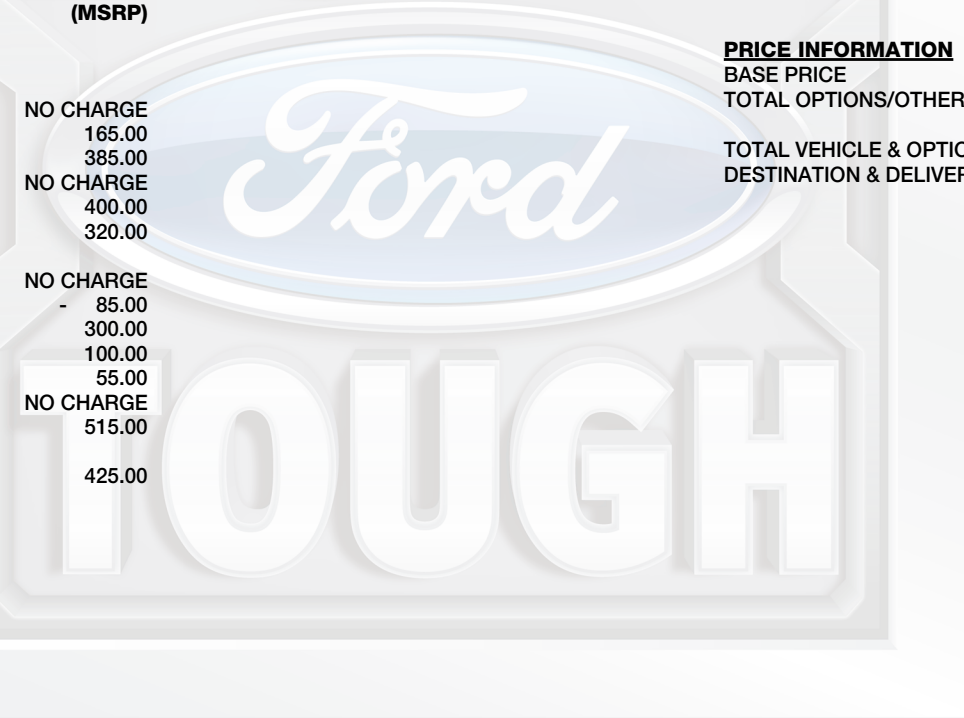 (MSRP)
NO CHARGE
165.00
385.00
NO CHARGE
400.00
320.00
NO CHARGE
- 85.00
300.00
100.00
55.00
NO CHARGE
515.00
425.00
PRICE INFORMATION
BASE PRICE
TOTAL OPTIONS/OTHER
TOTAL VEHICLE & OPTIO
DESTINATION & DELIVER
Ford
TOUGH